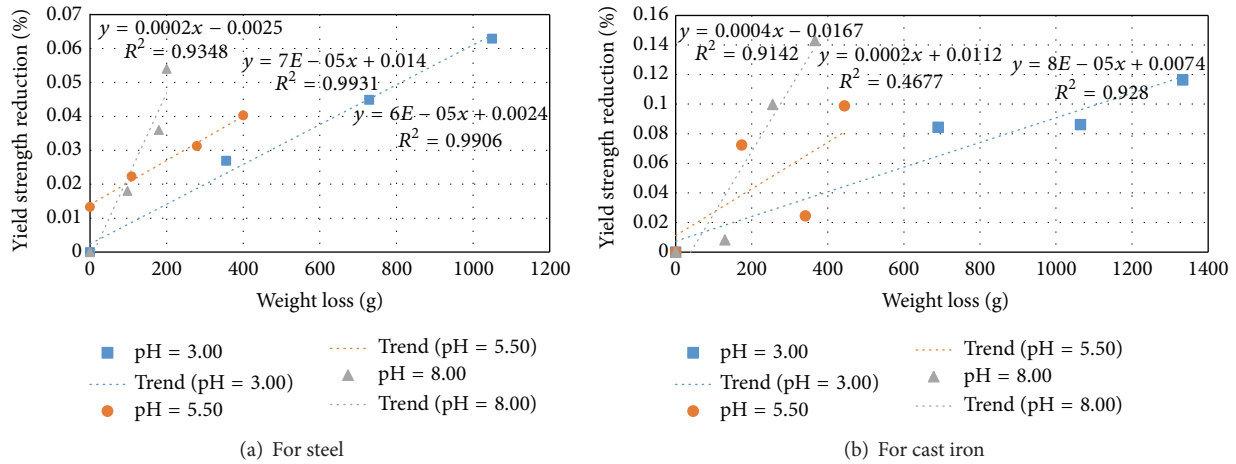 0.07
0.06
0.05
0.04
0.03
0.02
0.01
0
Yield strength reduction (%)
y = 0.0002x − 0.0025
R² = 0.9348
y = 7E − 05x + 0.014
R² = 0.9931
y = 6E − 05x + 0.0024
R² = 0.9906
0 200 400 600 800 1000 1200
Weight loss (g)
pH = 3.00
Trend (pH = 3.00)
pH = 5.50
Trend (pH = 5.50)
pH = 8.00
Trend (pH = 8.00)
(a) For steel
0.16
0.14
0.12
0.1
0.08
0.06
0.04
0.02
0
Yield strength reduction (%)
y = 0.0004x − 0.0167
R² = 0.9142
y = 0.0002x + 0.0112
R² = 0.4677
y = 8E − 05x + 0.0074
R² = 0.928
0 200 400 600 800 1000 1200 1400
Weight loss (g)
pH = 3.00
Trend (pH = 3.00)
pH = 5.50
Trend (pH = 5.50)
pH = 8.00
Trend (pH = 8.00)
(b) For cast iron